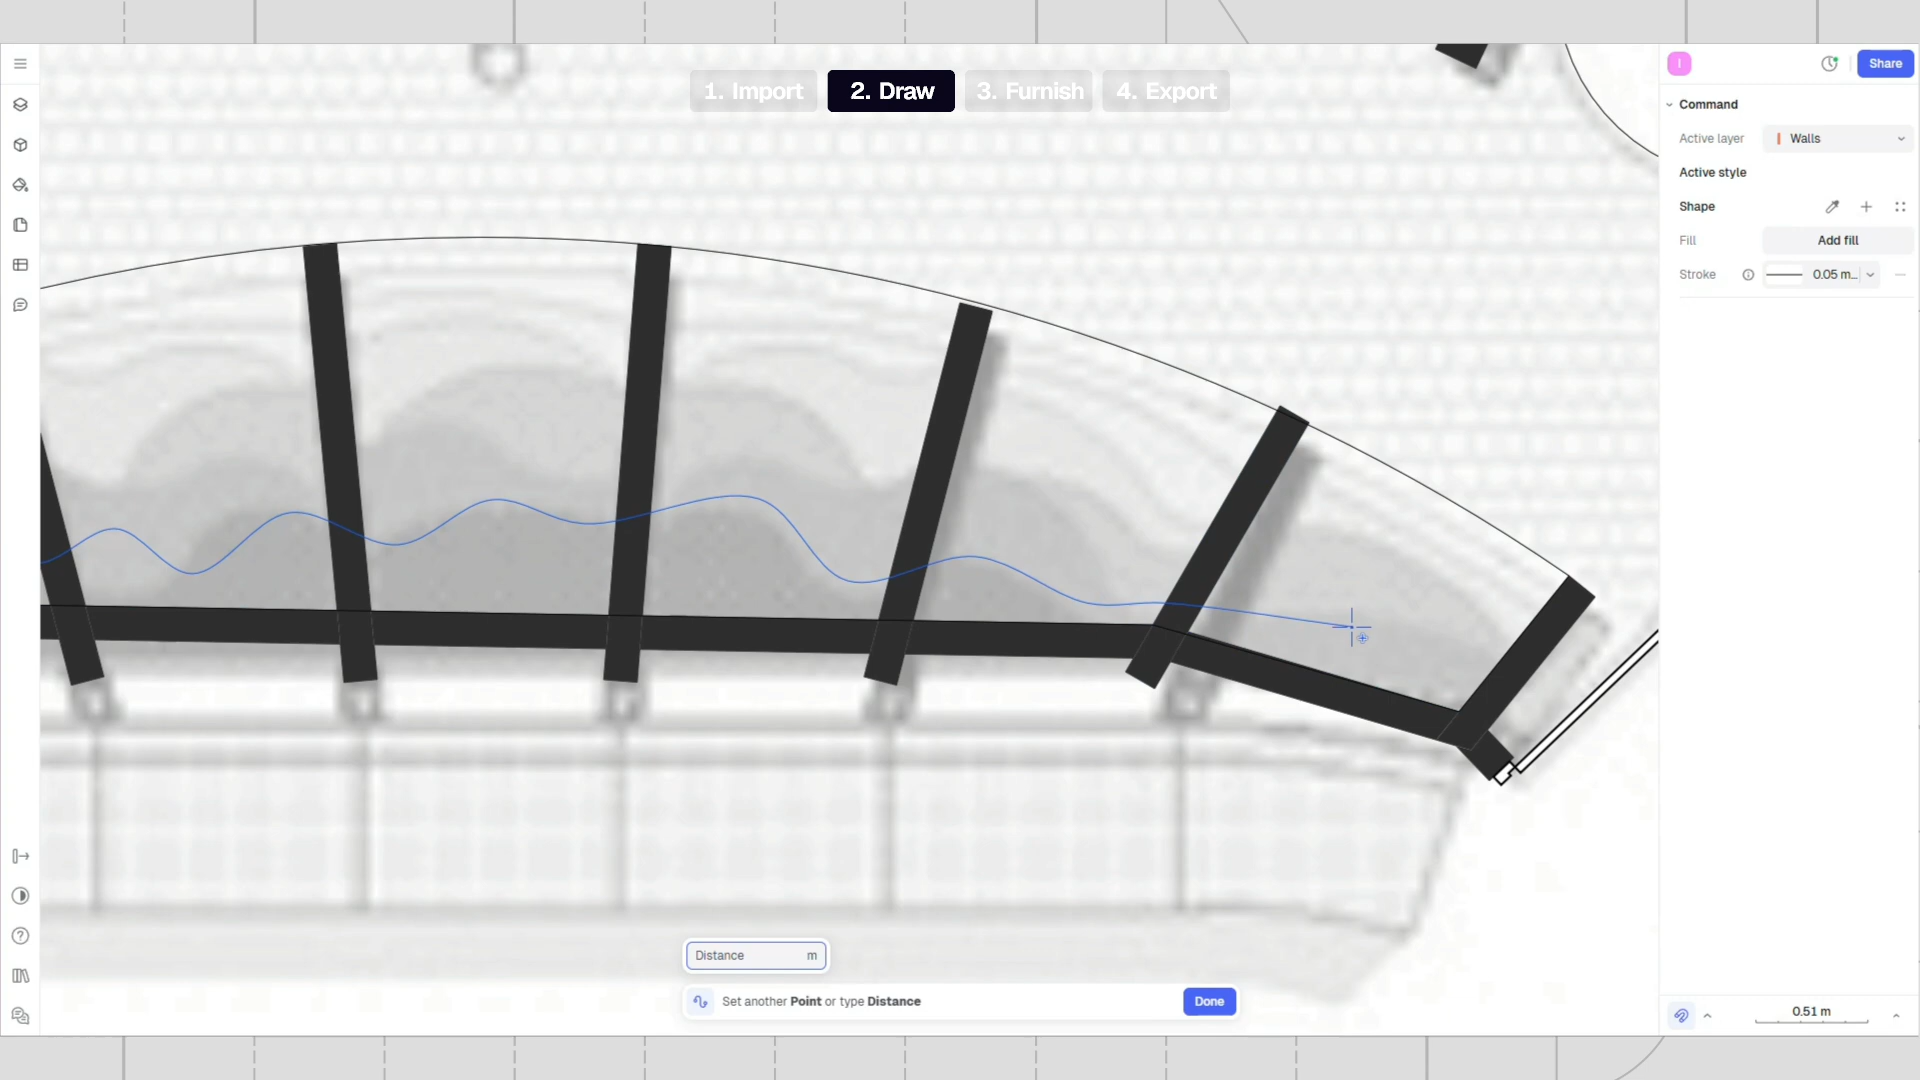 1. Import
2. Draw
3. Furnish
4. Export
I
Share
Command
Active layer
Walls
Active style
Shape
Fill
Add fill
Stroke
0.05 m...
Distance
m
Set another Point or type Distance
Done
0.51 m